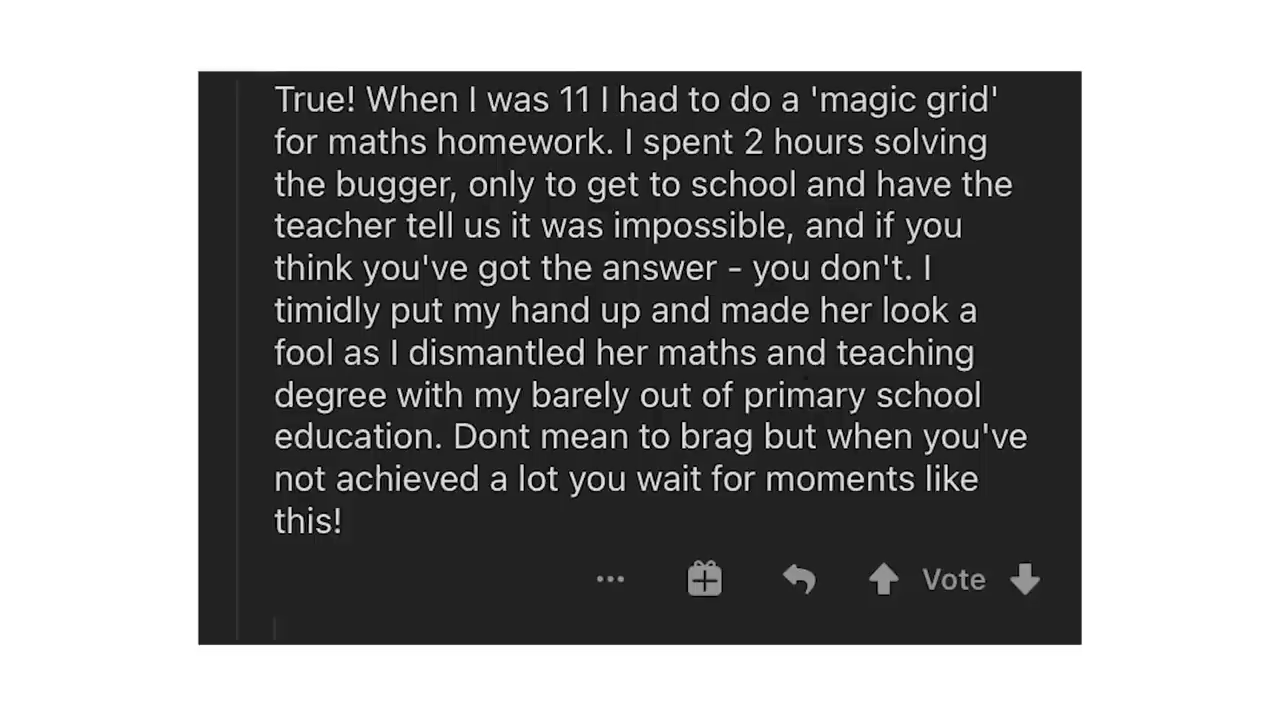 True! When I was 11 I had to do a 'magic grid'
for maths homework. I spent 2 hours solving
the bugger, only to get to school and have the
teacher tell us it was impossible, and if you
think you've got the answer - you don't. I
timidly put my hand up and made her look a
fool as I dismantled her maths and teaching
degree with my barely out of primary school
education. Dont mean to brag but when you've
not achieved a lot you wait for moments like
this!
Vote